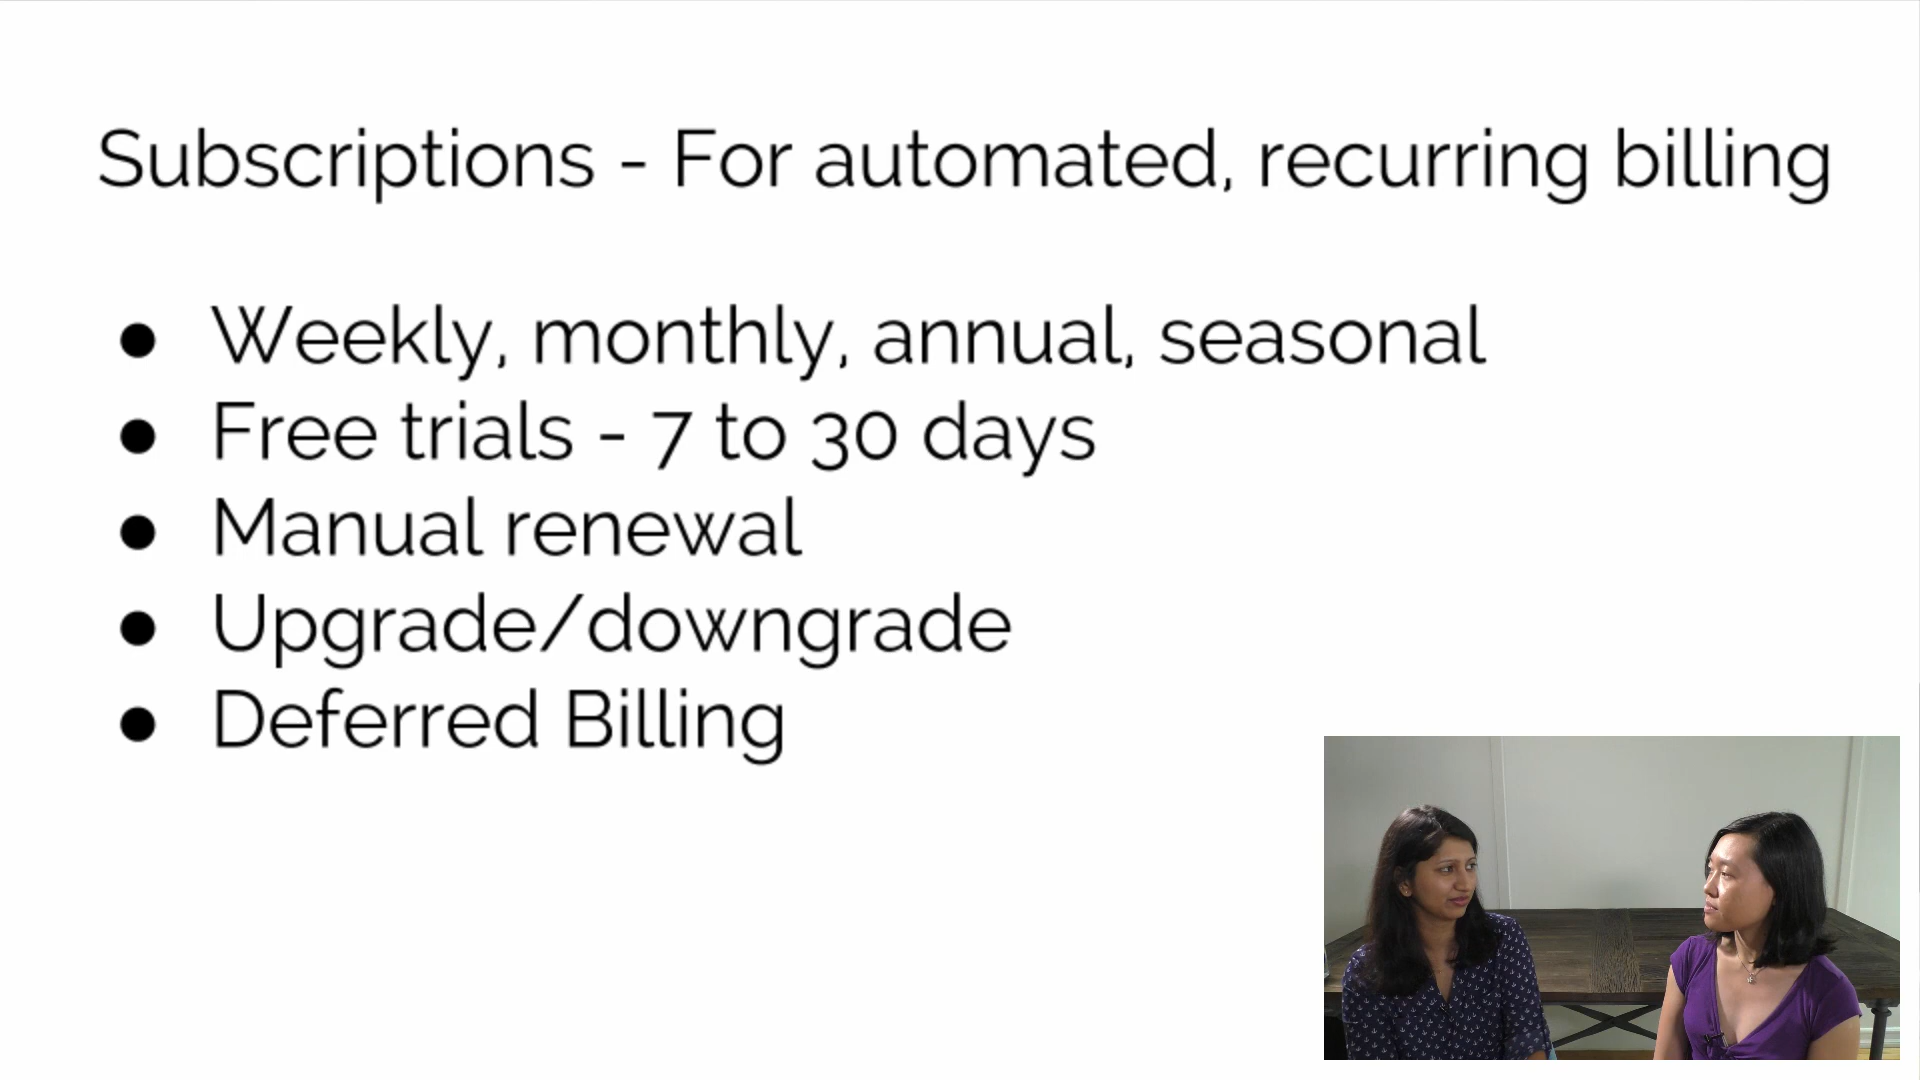 Subscriptions - For automated, recurring billing
● Weekly, monthly, annual, seasonal
● Free trials - 7 to 30 days
● Manual renewal
● Upgrade/downgrade
● Deferred Billing